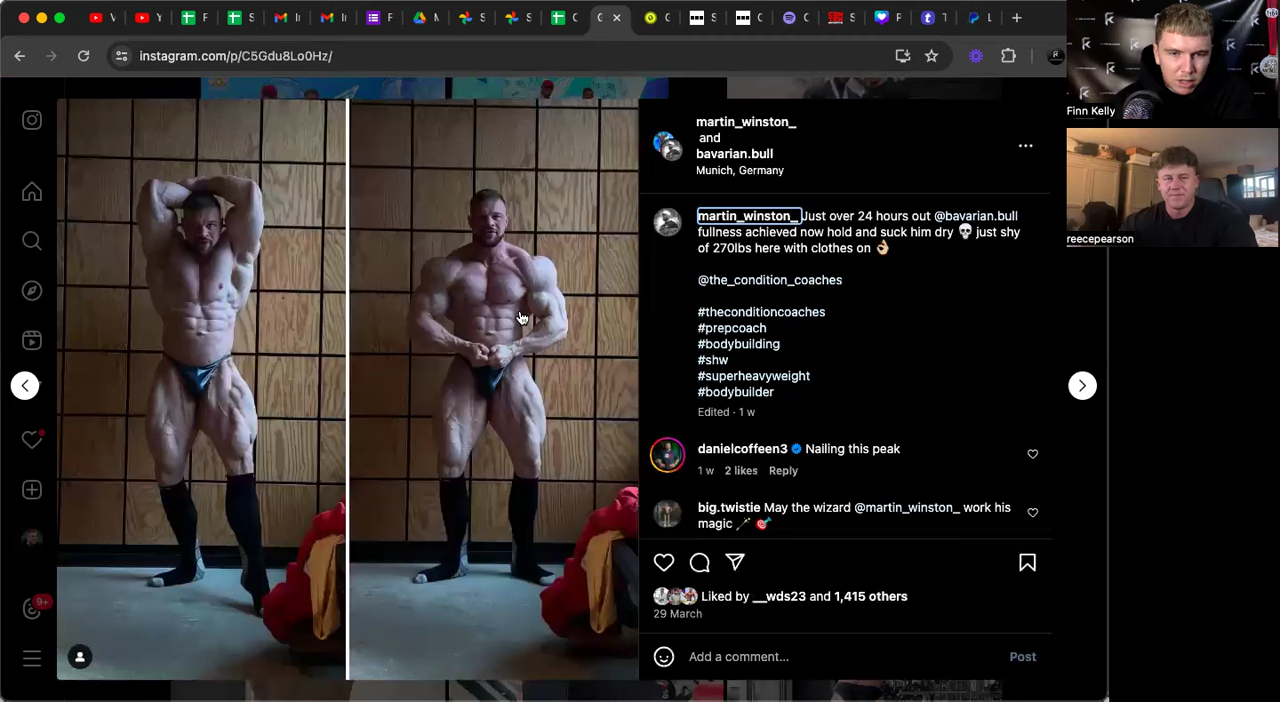 V
Y
F
S
Ir
Ir
F
M
S
S
C
C
C
S
C
C
S
F
T
L
instagram.com/p/C5Gdu8Lo0Hz/
Finn Kelly
reecepearson
martin_winston_
and
bavarian.bull
Munich, Germany
martin_winston_ Just over 24 hours out @bavarian.bull
fullness achieved now hold and suck him dry 💀 just shy
of 270lbs here with clothes on 👌🏼
@the_condition_coaches
#theconditioncoaches
#prepcoach
#bodybuilding
#shw
#superheavyweight
#bodybuilder
Edited · 1 w
danielcoffeen3 Nailing this peak
1 w 2 likes Reply
big.twistie May the wizard @martin_winston_ work his
magic 🪄 🎯
9+
Liked by __wds23 and 1,415 others
29 March
Add a comment...
Post